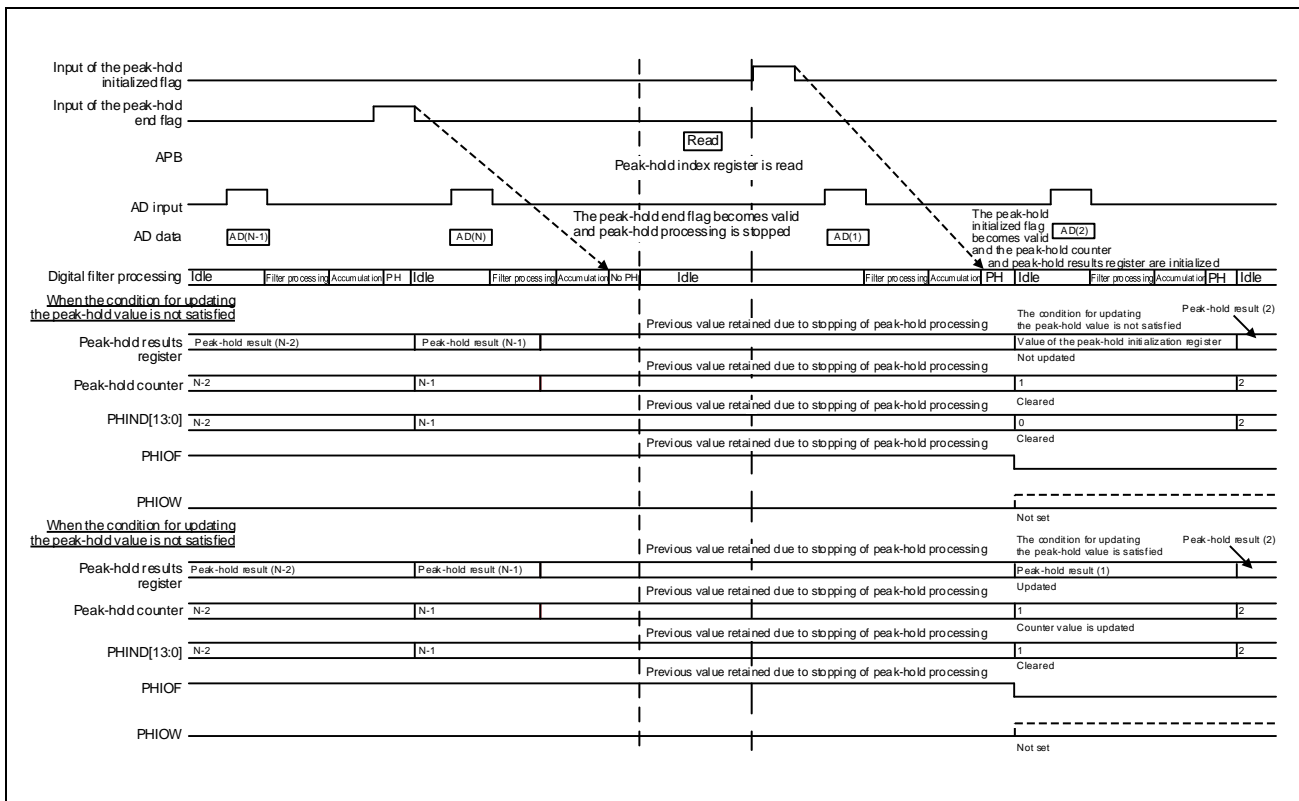 Input of the peak-hold
initialized flag
Input of the peak-hold
end flag
APB
Read
Peak-hold index register is read
AD input
AD data
AD(N-1)
AD(N)
The peak-hold end flag becomes valid
and peak-hold processing is stopped
AD(1)
The peak-hold
initialized flag
becomes valid
AD(2)
and the peak-hold counter
and peak-hold results register are initialized
Digital filter processing
Idle
Filter processing
Accumulation
PH
Idle
Filter processing
Accumulation
No PH
Idle
Filter processing
Accumulation
PH
Idle
Filter processing
Accumulation
PH
Idle
When the condition for updating
the peak-hold value is not satisfied
Previous value retained due to stopping of peak-hold processing
The condition for updating
the peak-hold value is not satisfied
Peak-hold result (2)
Peak-hold results
register
Peak-hold result (N-2)
Peak-hold result (N-1)
Value of the peak-hold initialization register
Previous value retained due to stopping of peak-hold processing
Not updated
Peak-hold counter
N-2
N-1
1
2
Previous value retained due to stopping of peak-hold processing
Cleared
PHIND[13:0]
N-2
N-1
0
2
Previous value retained due to stopping of peak-hold processing
Cleared
PHIOF
PHIOW
Not set
When the condition for updating
the peak-hold value is not satisfied
Previous value retained due to stopping of peak-hold processing
The condition for updating
the peak-hold value is satisfied
Peak-hold result (2)
Peak-hold results
register
Peak-hold result (N-2)
Peak-hold result (N-1)
Peak-hold result (1)
Previous value retained due to stopping of peak-hold processing
Updated
Peak-hold counter
N-2
N-1
1
2
Previous value retained due to stopping of peak-hold processing
Counter value is updated
PHIND[13:0]
N-2
N-1
1
2
Previous value retained due to stopping of peak-hold processing
Cleared
PHIOF
PHIOW
Not set